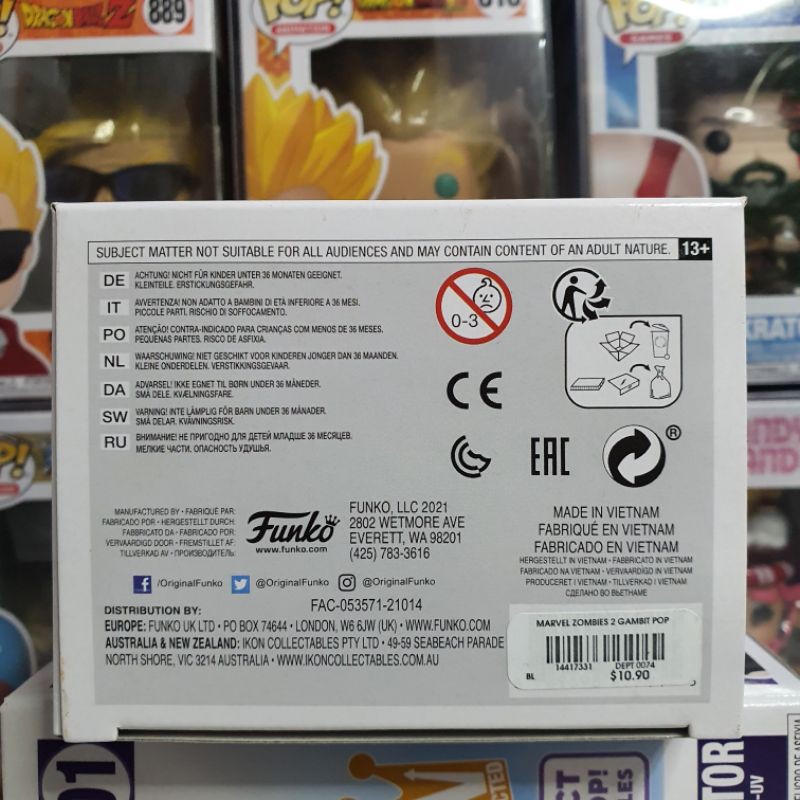 DRAGONBALL Z
889
POP!
ANIMATION
POP!
GAMES
SUBJECT MATTER NOT SUITABLE FOR ALL AUDIENCES AND MAY CONTAIN CONTENT OF AN ADULT NATURE. 13+
DE ACHTUNG! NICHT FÜR KINDER UNTER 36 MONATEN GEEIGNET.
KLEINTEILE. ERSTICKUNGSGEFAHR.
IT AVVERTENZA! NON ADATTO A BAMBINI DI ETÀ INFERIORE A 36 MESI.
PICCOLE PARTI. RISCHIO DI SOFFOCAMENTO.
PO ATENÇÃO! CONTRA-INDICADO PARA CRIANÇAS COM MENOS DE 36 MESES.
PEQUENAS PARTES. RISCO DE ASFIXIA.
NL WAARSCHUWING! NIET GESCHIKT VOOR KINDEREN JONGER DAN 36 MAANDEN.
KLEINE ONDERDELEN. VERSTIKKINGSGEVAAR.
DA ADVARSEL! IKKE EGNET TIL BØRN UNDER 36 MÅNEDER.
SMÅ DELE. KVÆLNINGSFARE.
SW VARNING! INTE LÄMPLIG FÖR BARN UNDER 36 MÅNADER.
SMÅ DELAR. KVÄVNINGSRISK.
RU ВНИМАНИЕ! НЕ ПРИГОДНО ДЛЯ ДЕТЕЙ МЛАДШЕ 36 МЕСЯЦЕВ.
МЕЛКИЕ ЧАСТИ. ОПАСНОСТЬ УДУШЬЯ.
0-3
CE
EAC
®
KRAT
MANUFACTURED BY • FABRIQUÉ PAR:
FABRICADO POR • HERGESTELLT DURCH:
FABBRICATO DA • FABRICADO POR:
VERVAARDIGD DOOR • FREMSTILLET AF:
TILLVERKAD AV • ПРОИЗВОДИТЕЛЬ:
Funko
www.funko.com
FUNKO, LLC 2021
2802 WETMORE AVE
EVERETT, WA 98201
(425) 783-3616
MADE IN VIETNAM
FABRIQUÉ EN VIETNAM
FABRICADO EN VIETNAM
HERGESTELLT IN VIETNAM • FABBRICATO IN VIETNAM
FABRICADO NA VIETNAM • VERVAARDIGD IN VIETNAM
PRODUCERET I VIETNAM • TILLVERKAD I VIETNAM
СДЕЛАНО ВО ВЬЕТНАМЕ
/OriginalFunko @OriginalFunko @OriginalFunko
FAC-053571-21014
DISTRIBUTION BY:
EUROPE: FUNKO UK LTD • PO BOX 74644 • LONDON, W6 6JW (UK) • WWW.FUNKO.COM
AUSTRALIA & NEW ZEALAND: IKON COLLECTABLES PTY LTD • 49-59 SEABEACH PARADE
NORTH SHORE, VIC 3214 AUSTRALIA • WWW.IKONCOLLECTABLES.COM.AU
MARVEL ZOMBIES 2 GAMBIT POP
14417331 DEPT 0074
BL $10.90
01
CTED
CT
P!
LES
TOR
-UV